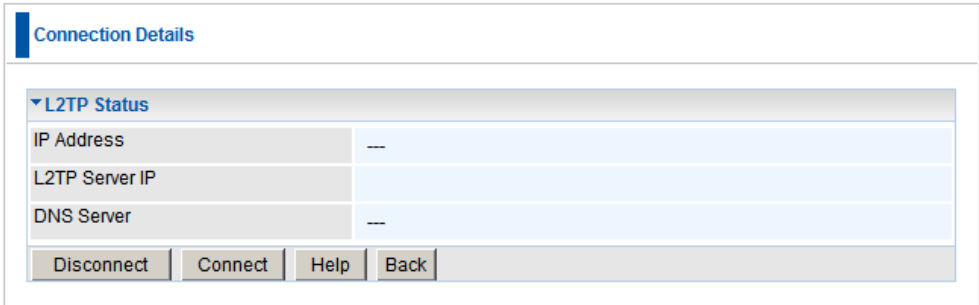 Connection Details
L2TP Status
IP Address ---
L2TP Server IP
DNS Server ---
Disconnect Connect Help Back